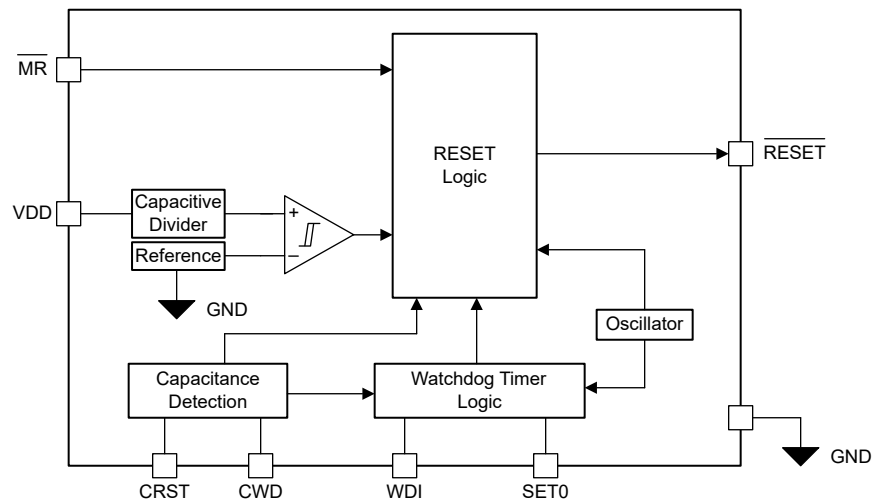 MR
RESET
Logic
RESET
VDD
Capacitive
Divider
+
Reference
−
GND
Oscillator
Capacitance
Detection
Watchdog Timer
Logic
GND
CRST
CWD
WDI
SET0